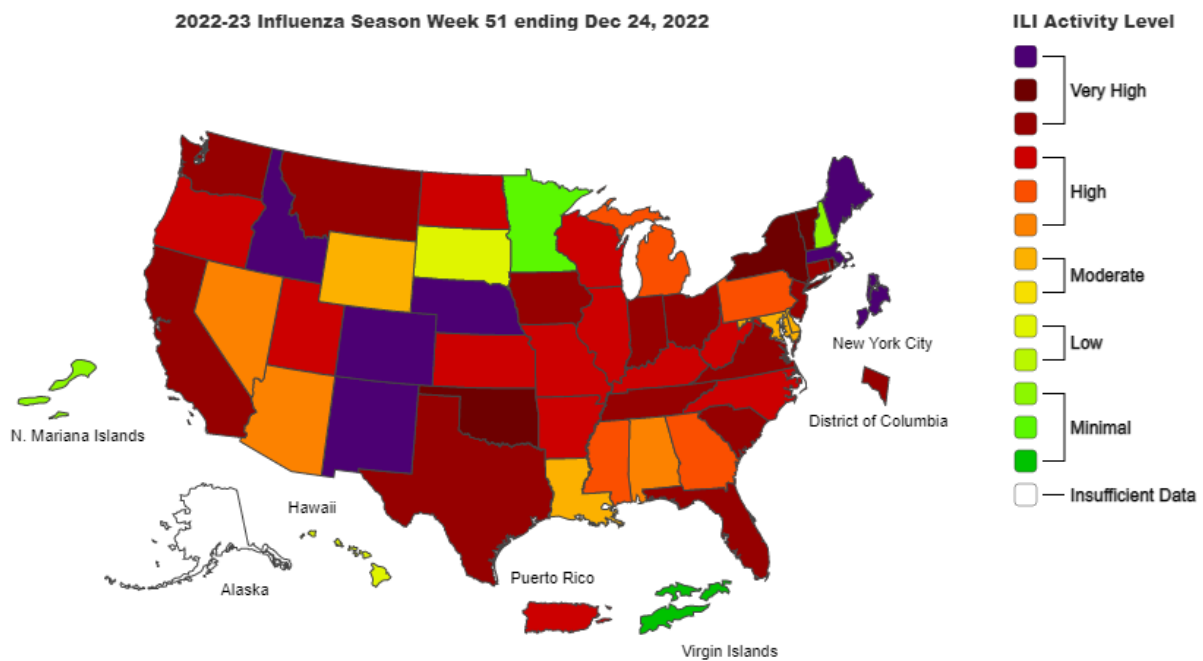 2022-23 Influenza Season Week 51 ending Dec 24, 2022
ILI Activity Level
Very High
High
Moderate
Low
Minimal
Insufficient Data
New York City
District of Columbia
N. Mariana Islands
Hawaii
Alaska
Puerto Rico
Virgin Islands